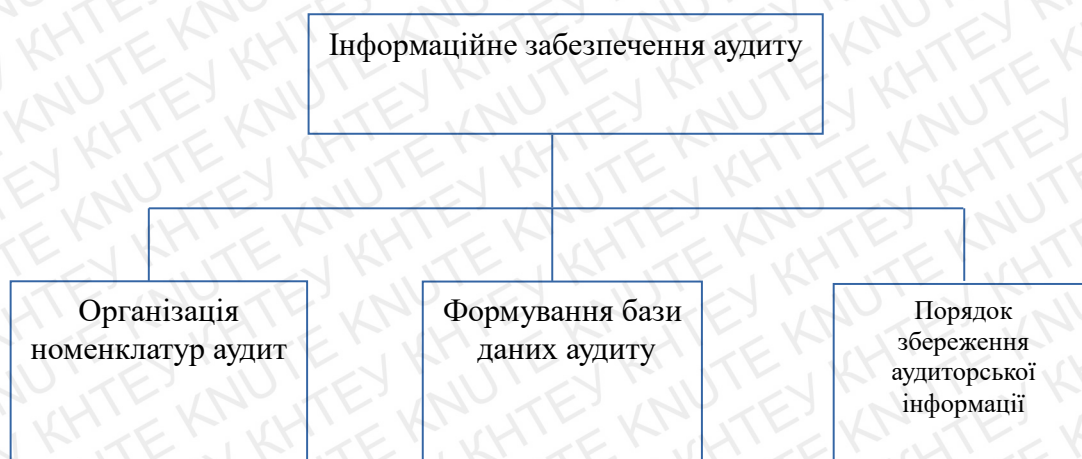 Інформаційне забезпечення аудиту
Організація
номенклатур аудит
Формування бази
даних аудиту
Порядок
збереження
аудиторської
інформації